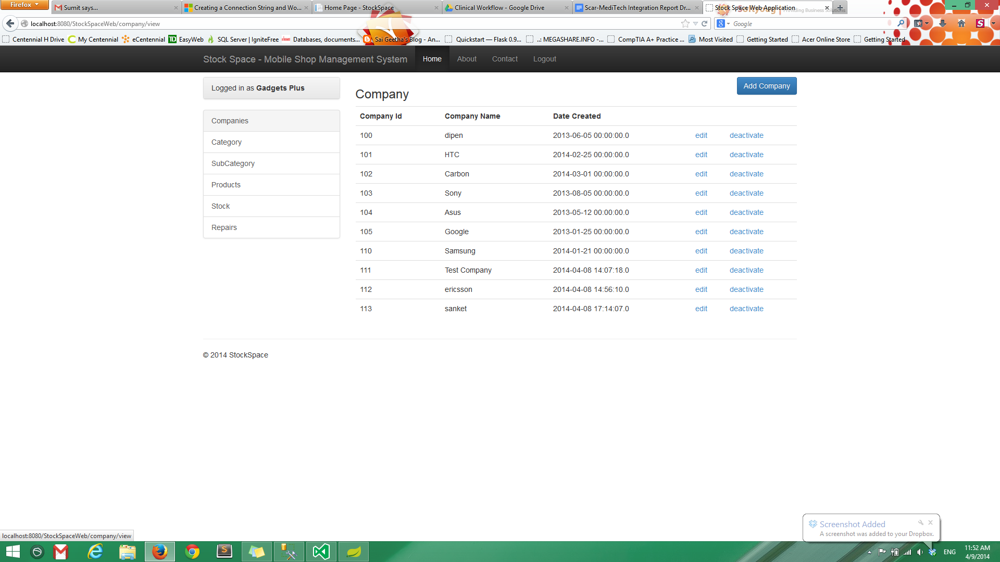 Firefox
Sumit says...
Creating a Connection String and Wo...
Home Page - StockSpace
Clinical Workflow - Google Drive
Scar-MediTech Integration Report Dr...
Stock Space Web Application
Providing Business Solutions
localhost:8080/StockSpaceWeb/company/view
Google
Centennial H Drive
My Centennial
eCentennial
EasyWeb
SQL Server | IgniteFree
Databases, documents...
Sai Geetha's Blog - An...
Quickstart — Flask 0.9...
..: MEGASHARE.INFO -...
CompTIA A+ Practice ...
Most Visited
Getting Started
Acer Online Store
Getting Started
Stock Space - Mobile Shop Management System
Home
About
Contact
Logout
Logged in as Gadgets Plus
Companies
Category
SubCategory
Products
Stock
Repairs
Company
Add Company
Company Id Company Name Date Created
100 dipen 2013-06-05 00:00:00.0 edit deactivate
101 HTC 2014-02-25 00:00:00.0 edit deactivate
102 Carbon 2014-03-01 00:00:00.0 edit deactivate
103 Sony 2013-08-05 00:00:00.0 edit deactivate
104 Asus 2013-05-12 00:00:00.0 edit deactivate
105 Google 2013-01-25 00:00:00.0 edit deactivate
110 Samsung 2014-01-21 00:00:00.0 edit deactivate
111 Test Company 2014-04-08 14:07:18.0 edit deactivate
112 ericsson 2014-04-08 14:56:10.0 edit deactivate
113 sanket 2014-04-08 17:14:07.0 edit deactivate
© 2014 StockSpace
Screenshot Added
A screenshot was added to your Dropbox.
localhost:8080/StockSpaceWeb/company/view
ENG
11:52 AM
4/9/2014